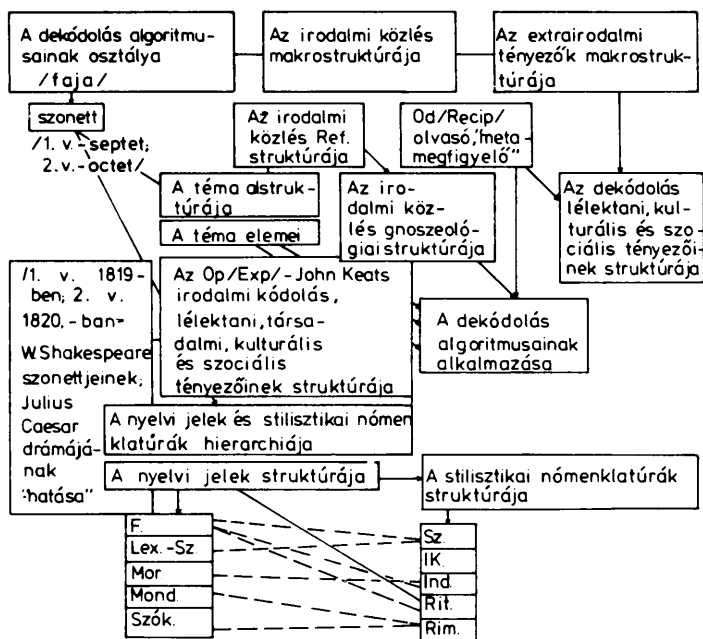 A dekódolás algoritmu-
sainak osztálya
/faja/
Az irodalmi közlés
makrostruktúrája
Az extrairodalmi
tényezők makrostruk-
túrája
szonett
/1. v.-septet;
2. v.-octet/
Az irodalmi
közlés Ref.
struktúrája
Od/Recip/
olvasó,"meta-
megfigyelő"
A téma alstruk-
túrája
A téma elemei
Az iro-
dalmi köz-
lés gnoszeoló-
giai struktúrája
Az dekódolás
lélektani, kul-
turális és szo-
ciális tényezői-
nek struktúrája
/1. v. 1819-
ben; 2. v.
1820.-ban-
W.Shakespeare
szonettjeinek;
Julius
Caesar
drámájá-
nak
"hatása"
Az Op/Exp/-John Keats
irodalmi kódolás,
lélektani, társa-
dalmi, kulturális
és szociális
tényezőinek struktúrája
A dekódolás
algoritmusainak
alkalmazása
A nyelvi jelek és stilisztikai nómen
klatúrák hierarchiája
A nyelvi jelek struktúrája
A stilisztikai nómenklatúrák
struktúrája
F.
Lex.-Sz.
Mor
Mond.
Szók.
Sz.
IK.
Ind.
Rit.
Rim.